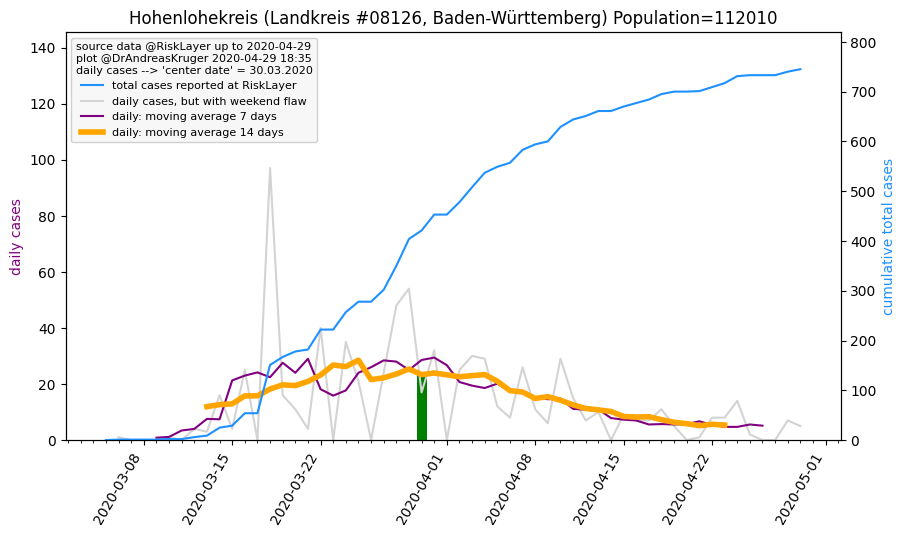 Hohenlohekreis (Landkreis #08126, Baden-Württemberg) Population=112010
source data @RiskLayer up to 2020-04-29
plot @DrAndreasKruger 2020-04-29 18:35
daily cases --> 'center date' = 30.03.2020
total cases reported at RiskLayer
daily cases, but with weekend flaw
daily: moving average 7 days
daily: moving average 14 days
daily cases
140
120
100
80
60
40
20
0
cumulative total cases
800
700
600
500
400
300
200
100
0
2020-03-08
2020-03-15
2020-03-22
2020-04-01
2020-04-08
2020-04-15
2020-04-22
2020-05-01